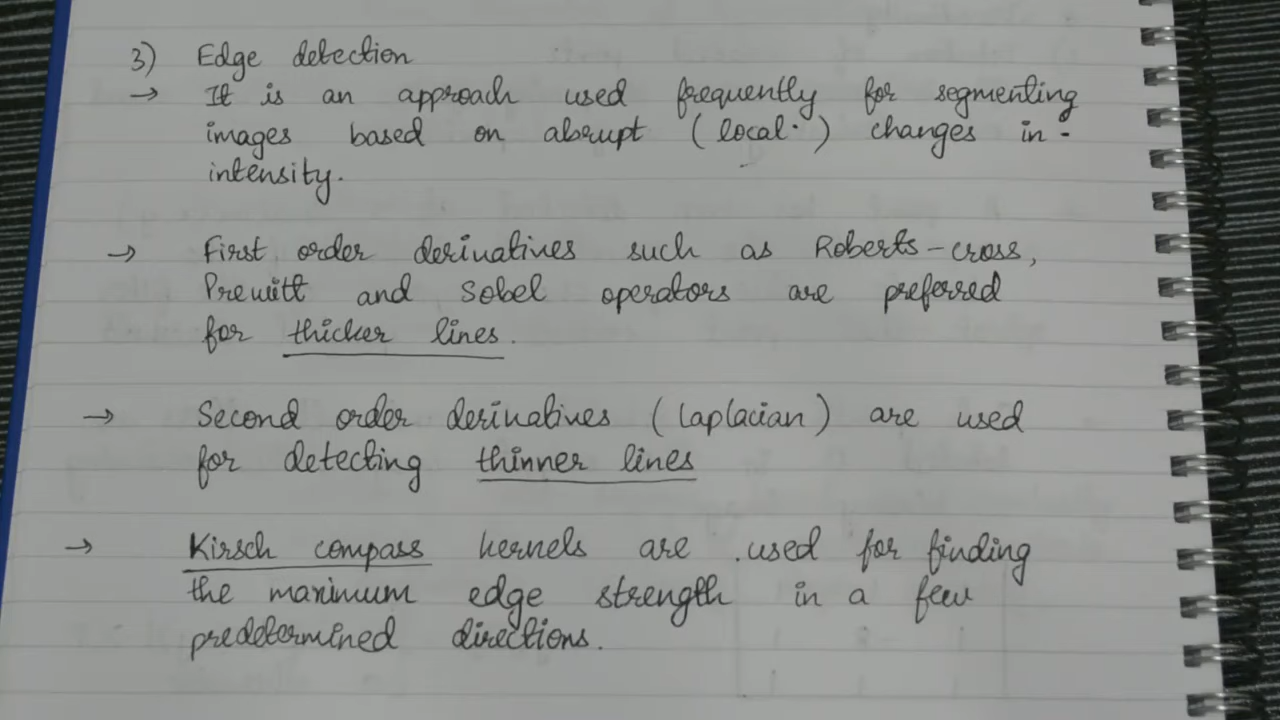 3) Edge detection
→ It is an approach used frequently for segmenting
images based on abrupt (local) changes in
intensity.
→ First order derivatives such as Roberts-cross,
Prewitt and Sobel operators are preferred
for thicker lines.
→ Second order derivatives (Laplacian) are used
for detecting thinner lines
→ Kirsch compass kernels are used for finding
the maximum edge strength in a few
predetermined directions.